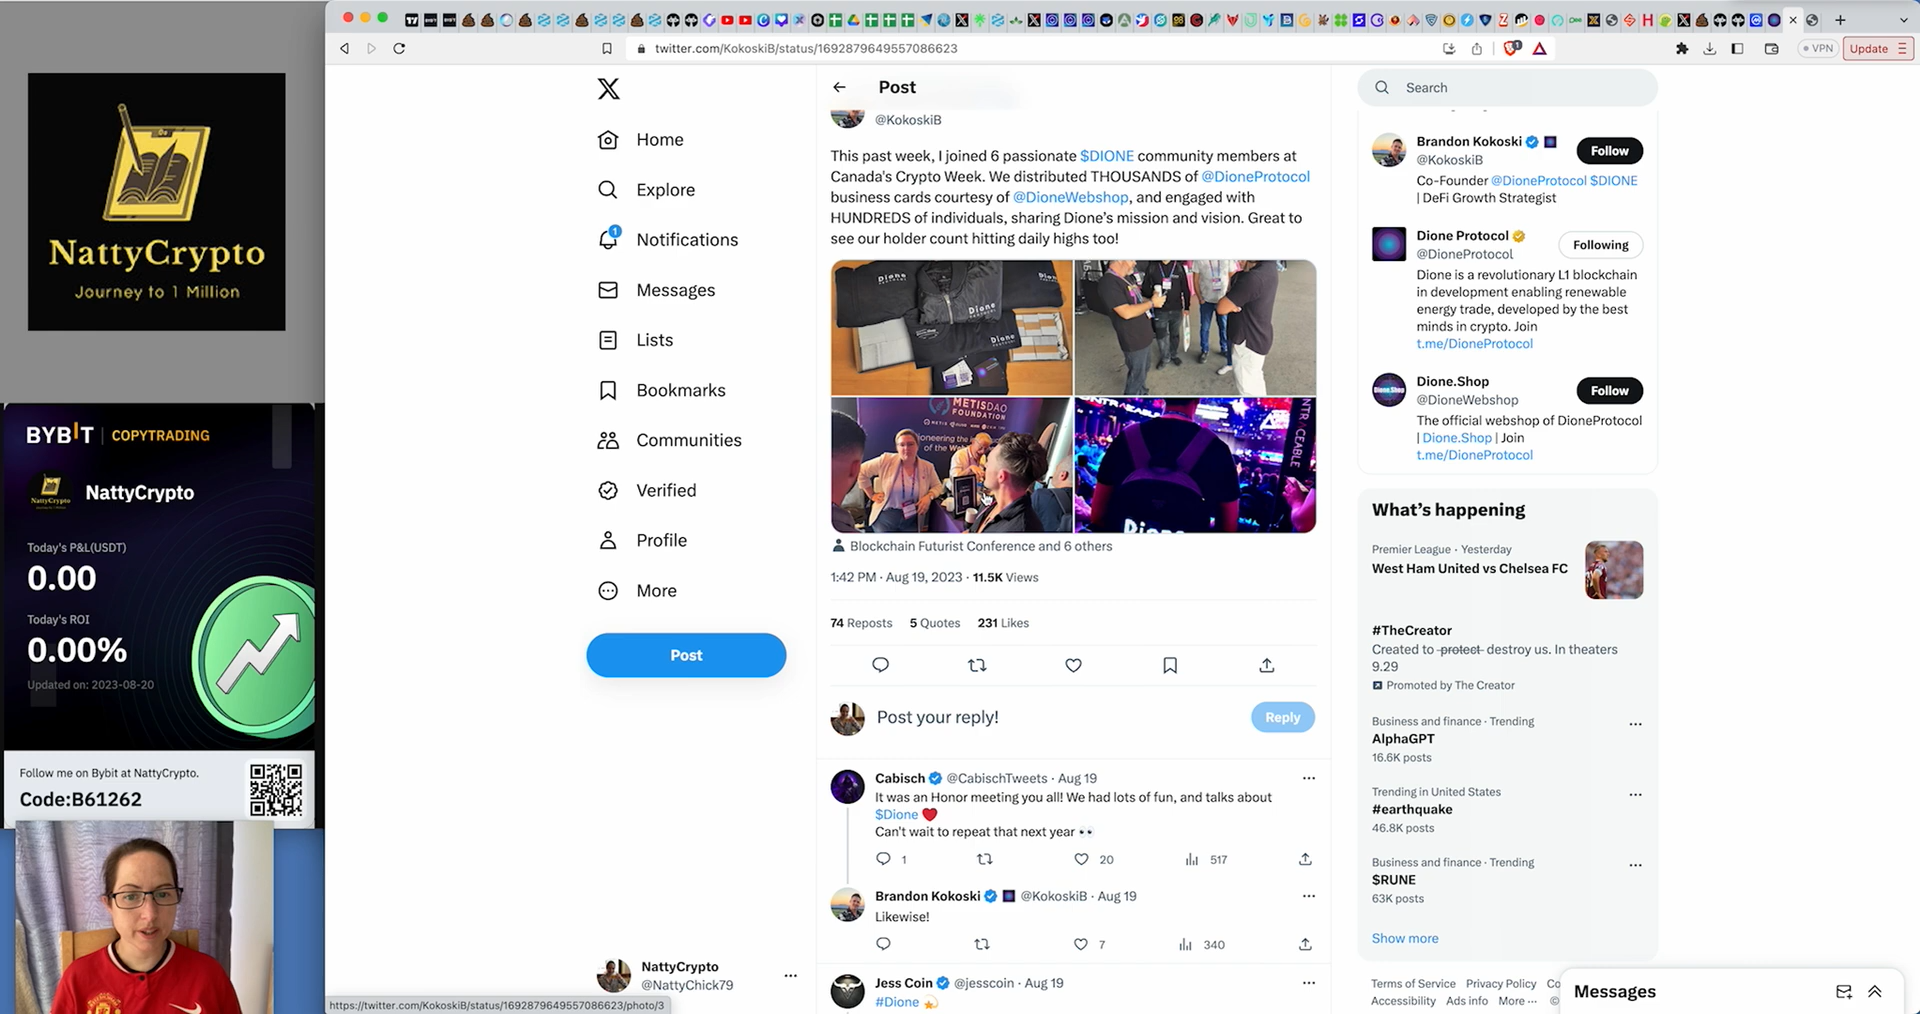 twitter.com/KokoskiB/status/1692879649557086623
VPN
Update
NattyCrypto
Journey to 1 Million
BYBIT | COPYTRADING
NattyCrypto
Today's P&L(USDT)
0.00
Today's ROI
0.00%
Updated on: 2023-08-20
Follow me on Bybit at NattyCrypto.
Code:B61262
X
Home
Explore
1
Notifications
Messages
Lists
Bookmarks
Communities
Verified
Profile
More
Post
NattyCrypto
@NattyChick79
https://twitter.com/KokoskiB/status/1692879649557086623/photo/3
Post
@KokoskiB
This past week, I joined 6 passionate $DIONE community members at
Canada's Crypto Week. We distributed THOUSANDS of @DioneProtocol
business cards courtesy of @DioneWebshop, and engaged with
HUNDREDS of individuals, sharing Dione's mission and vision. Great to
see our holder count hitting daily highs too!
Dione
Dione
Dione
Dione
METISDAO
FOUNDATION
Dione
Blockchain Futurist Conference and 6 others
1:42 PM · Aug 19, 2023 · 11.5K Views
74 Reposts 5 Quotes 231 Likes
Post your reply!
Reply
Cabisch @CabischTweets · Aug 19
It was an Honor meeting you all! We had lots of fun, and talks about
$Dione ❤️
Can't wait to repeat that next year 👀
1 20 517
Brandon Kokoski @KokoskiB · Aug 19
Likewise!
7 340
Jess Coin @jesscoin · Aug 19
#Dione 💫
Search
Brandon Kokoski
@KokoskiB
Follow
Co-Founder @DioneProtocol $DIONE
| DeFi Growth Strategist
Dione Protocol
@DioneProtocol
Following
Dione is a revolutionary L1 blockchain
in development enabling renewable
energy trade, developed by the best
minds in crypto. Join
t.me/DioneProtocol
Dione.Shop
@DioneWebshop
Follow
The official webshop of DioneProtocol
| Dione.Shop | Join
t.me/DioneProtocol
What's happening
Premier League · Yesterday
West Ham United vs Chelsea FC
#TheCreator
Created to -protect- destroy us. In theaters
9.29
Promoted by The Creator
Business and finance · Trending
AlphaGPT
16.6K posts
Trending in United States
#earthquake
46.8K posts
Business and finance · Trending
$RUNE
63K posts
Show more
Terms of Service Privacy Policy Co
Accessibility Ads info More ··· ©
Messages